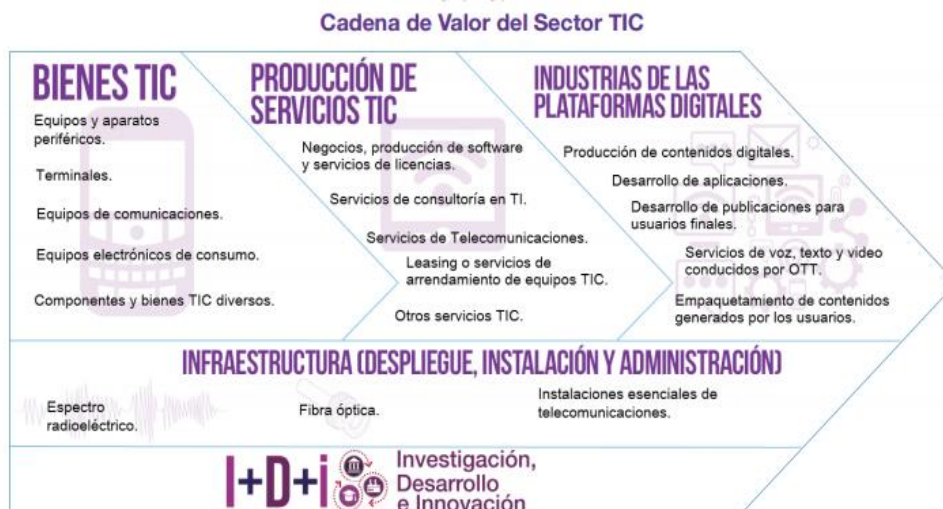 Cadena de Valor del Sector TIC
BIENES TIC
Equipos y aparatos
periféricos.
Terminales.
Equipos de comunicaciones.
Equipos electrónicos de consumo.
Componentes y bienes TIC diversos.
PRODUCCIÓN DE
SERVICIOS TIC
Negocios, producción de software
y servicios de licencias.
Servicios de consultoría en TI.
Servicios de Telecomunicaciones.
Leasing o servicios de
arrendamiento de equipos TIC.
Otros servicios TIC.
INDUSTRIAS DE LAS
PLATAFORMAS DIGITALES
Producción de contenidos digitales.
Desarrollo de aplicaciones.
Desarrollo de publicaciones para
usuarios finales.
Servicios de voz, texto y video
conducidos por OTT.
Empaquetamiento de contenidos
generados por los usuarios.
INFRAESTRUCTURA (DESPLIEGUE, INSTALACIÓN Y ADMINISTRACIÓN)
Espectro
radioeléctrico.
Fibra óptica.
Instalaciones esenciales de
telecomunicaciones.
I+D+i
Investigación,
Desarrollo
e Innovación